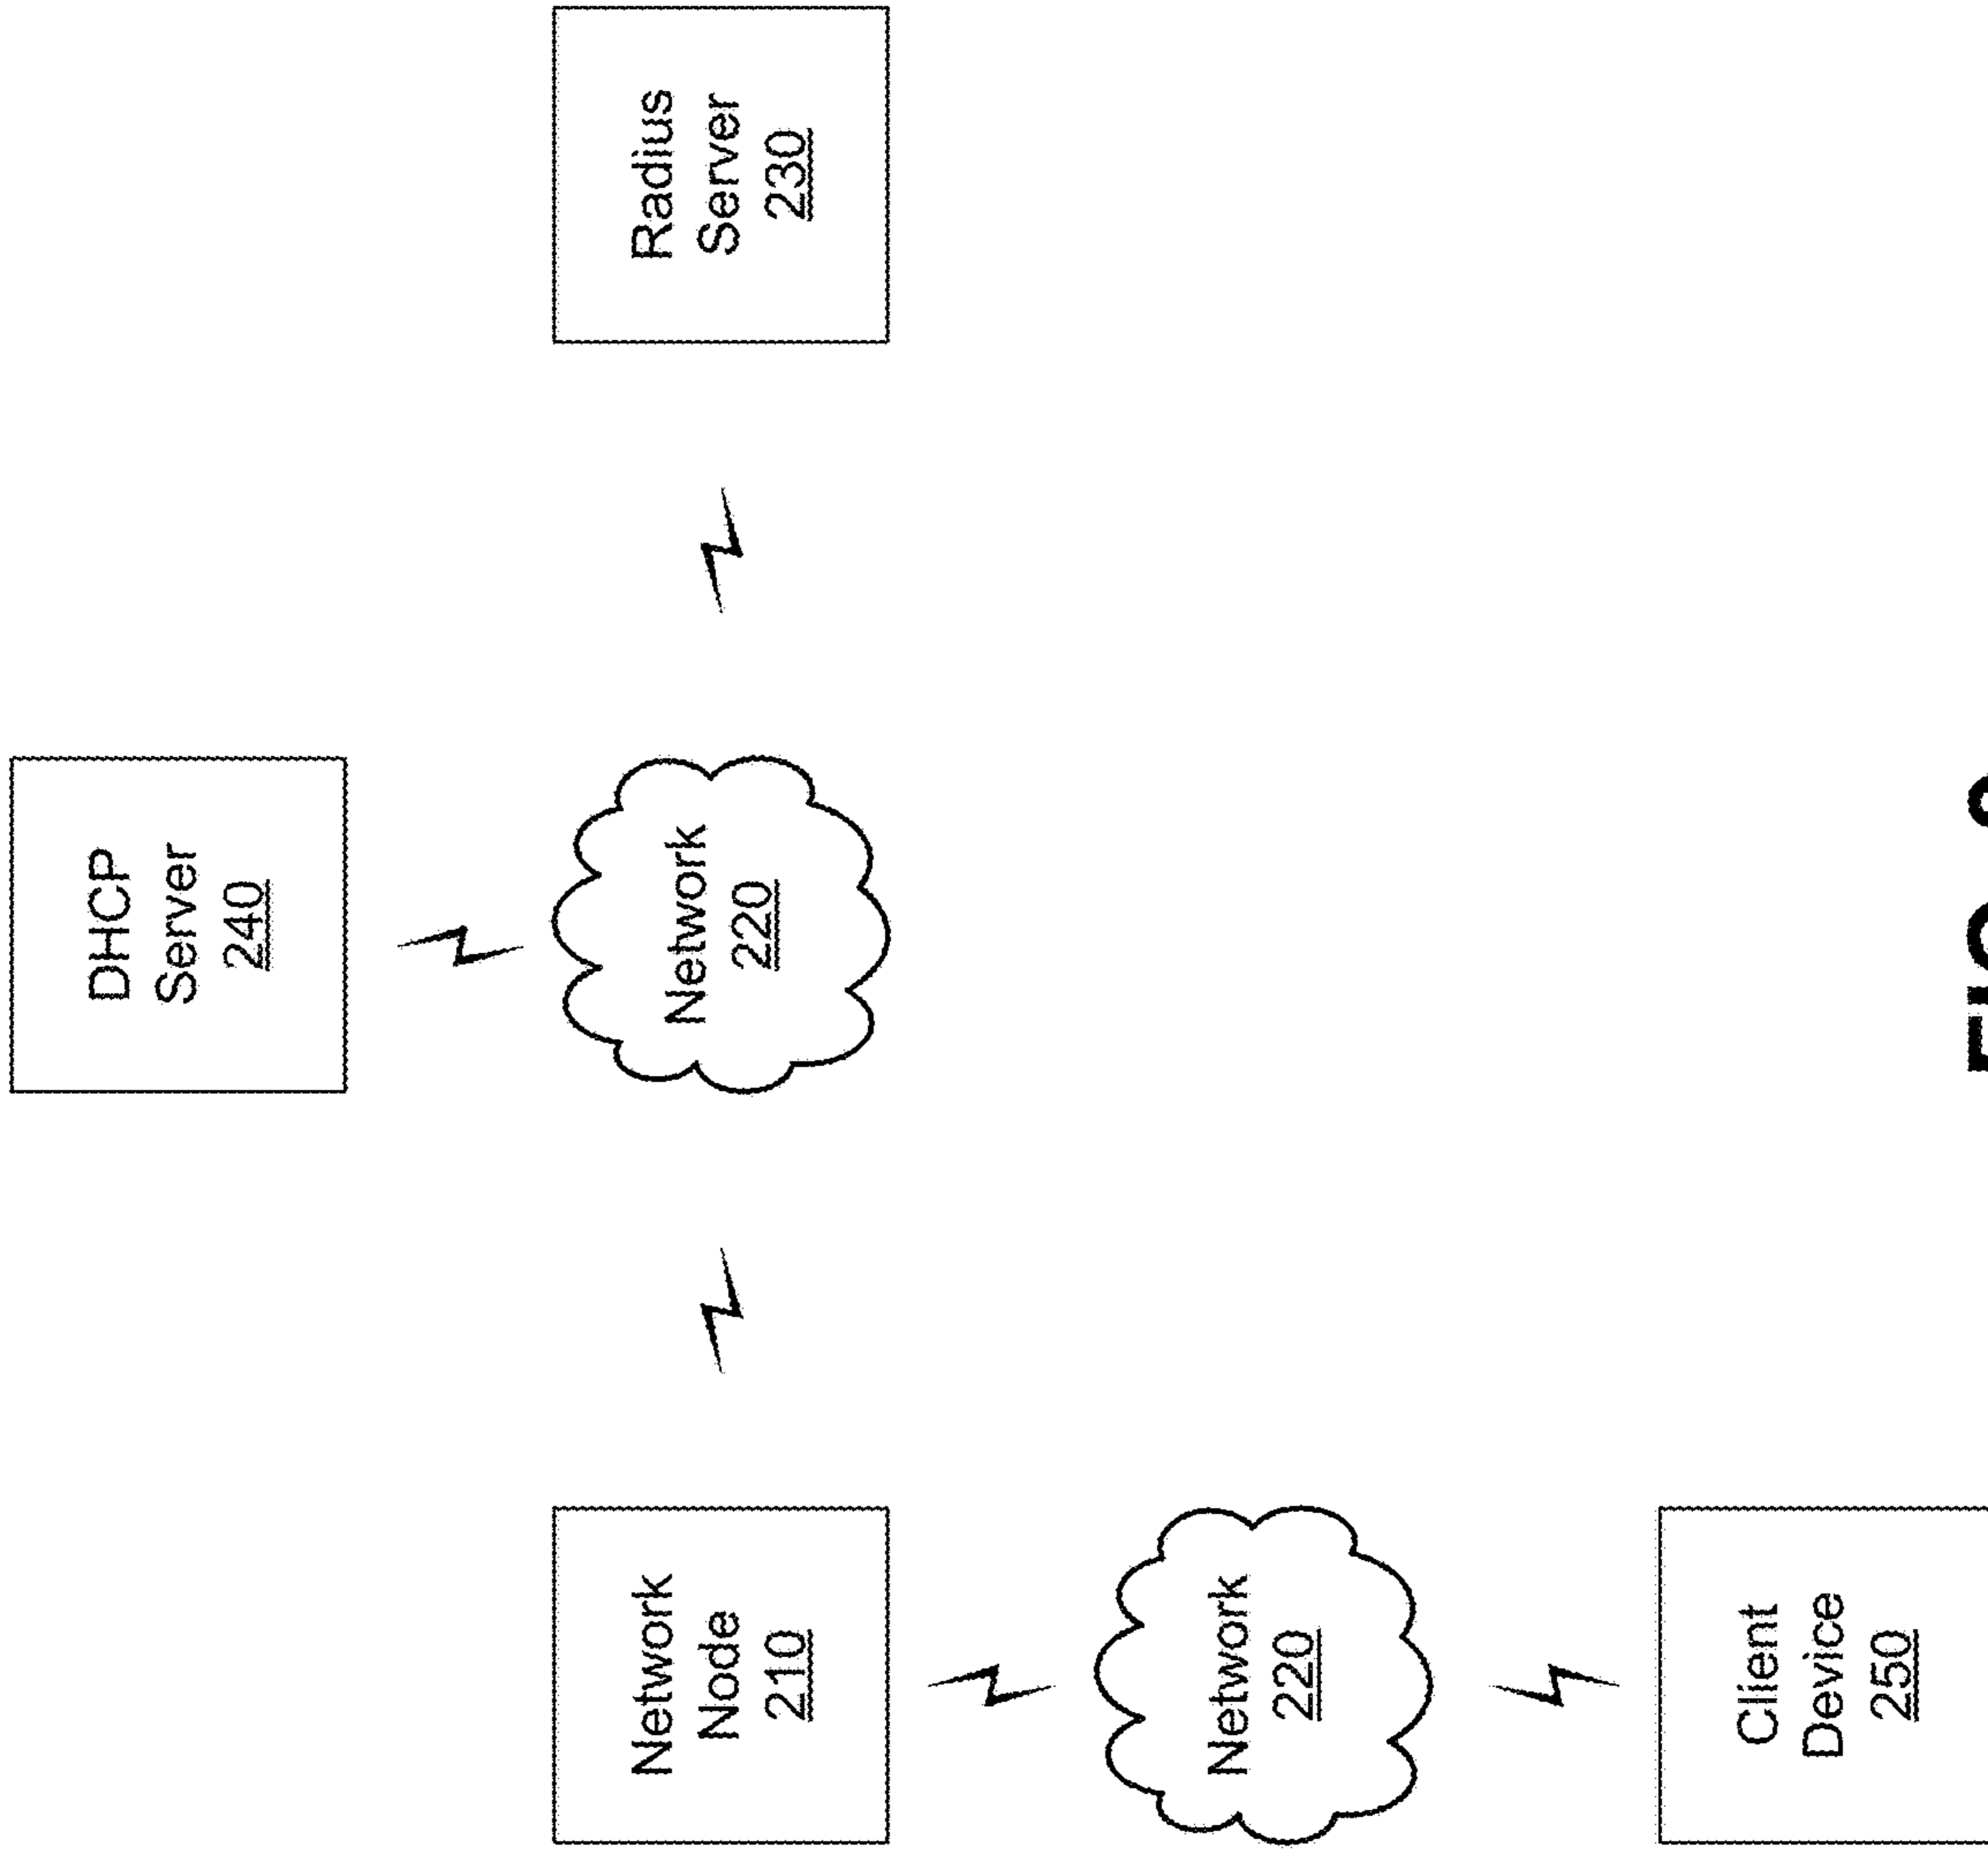 DHCP
Server
240
Network
Node
210
Network
220
Radius
Server
230
Network
220
Client
Device
250